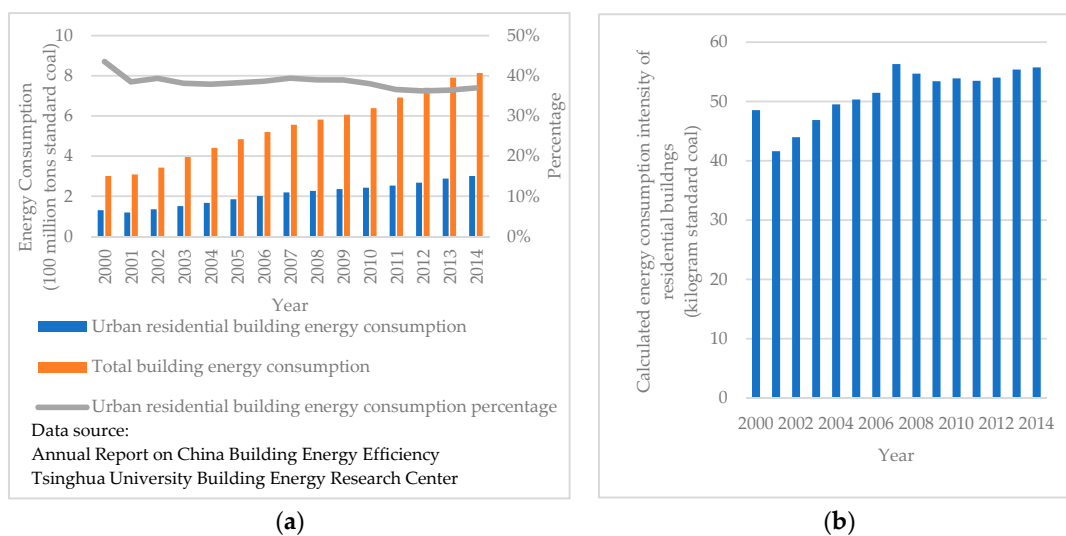 10
8
6
4
2
0
50%
40%
30%
20%
10%
0%
Energy Consumption
(100 million tons standard coal)
Percentage
2000
2001
2002
2003
2004
2005
2006
2007
2008
2009
2010
2011
2012
2013
2014
Year
Urban residential building energy consumption
Total building energy consumption
Urban residential building energy consumption percentage
Data source:
Annual Report on China Building Energy Efficiency
Tsinghua University Building Energy Research Center
(a)
60
50
40
30
20
10
0
Calculated energy consumption intensity of
residential buildngs
(kilogram standard coal)
2000 2002 2004 2006 2008 2010 2012 2014
Year
(b)